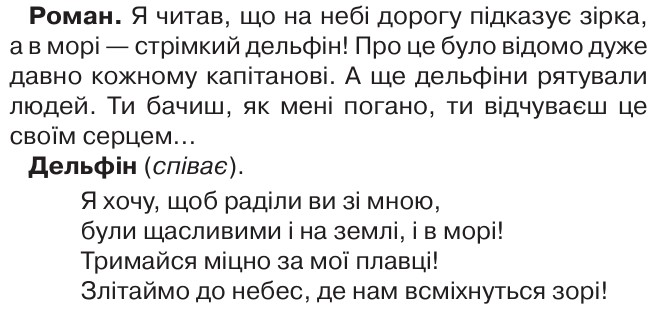 Роман. Я читав, що на небі дорогу підказує зірка,
а в морі — стрімкий дельфін! Про це було відомо дуже
давно кожному капітанові. А ще дельфіни рятували
людей. Ти бачиш, як мені погано, ти відчуваєш це
своїм серцем...
Дельфін (співає).
Я хочу, щоб раділи ви зі мною,
були щасливими і на землі, і в морі!
Тримайся міцно за мої плавці!
Злітаймо до небес, де нам всміхнуться зорі!